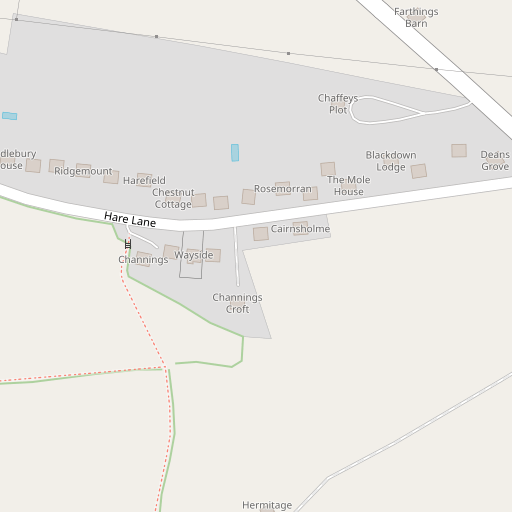 Farthings
Barn
Chaffeys
Plot
dlebury
ouse
Ridgemount
Harefield
Chestnut
Cottage
Rosemorran
The Mole
House
Blackdown
Lodge
Deans
Grove
Hare Lane
Cairnsholme
Channings
Wayside
Channings
Croft
Hermitage